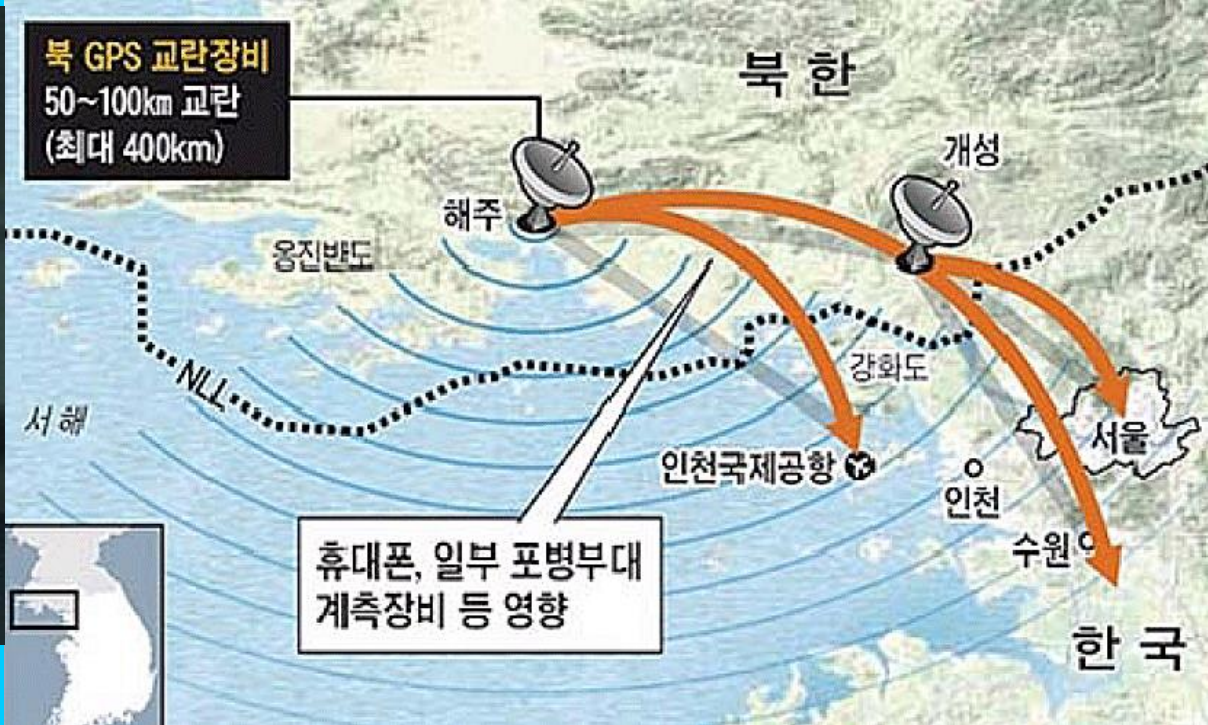 북 GPS 교란장비
50~100km 교란
(최대 400km)
북한
개성
해주
옹진반도
NLL
강화도
서해
인천국제공항
서울
인천
수원
휴대폰, 일부 포병부대
계측장비 등 영향
한국